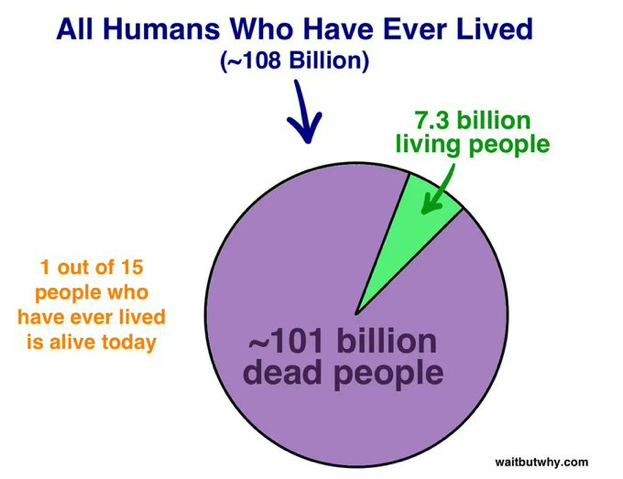 All Humans Who Have Ever Lived
(~108 Billion)
7.3 billion
living people
1 out of 15
people who
have ever lived
is alive today
~101 billion
dead people
waitbutwhy.com